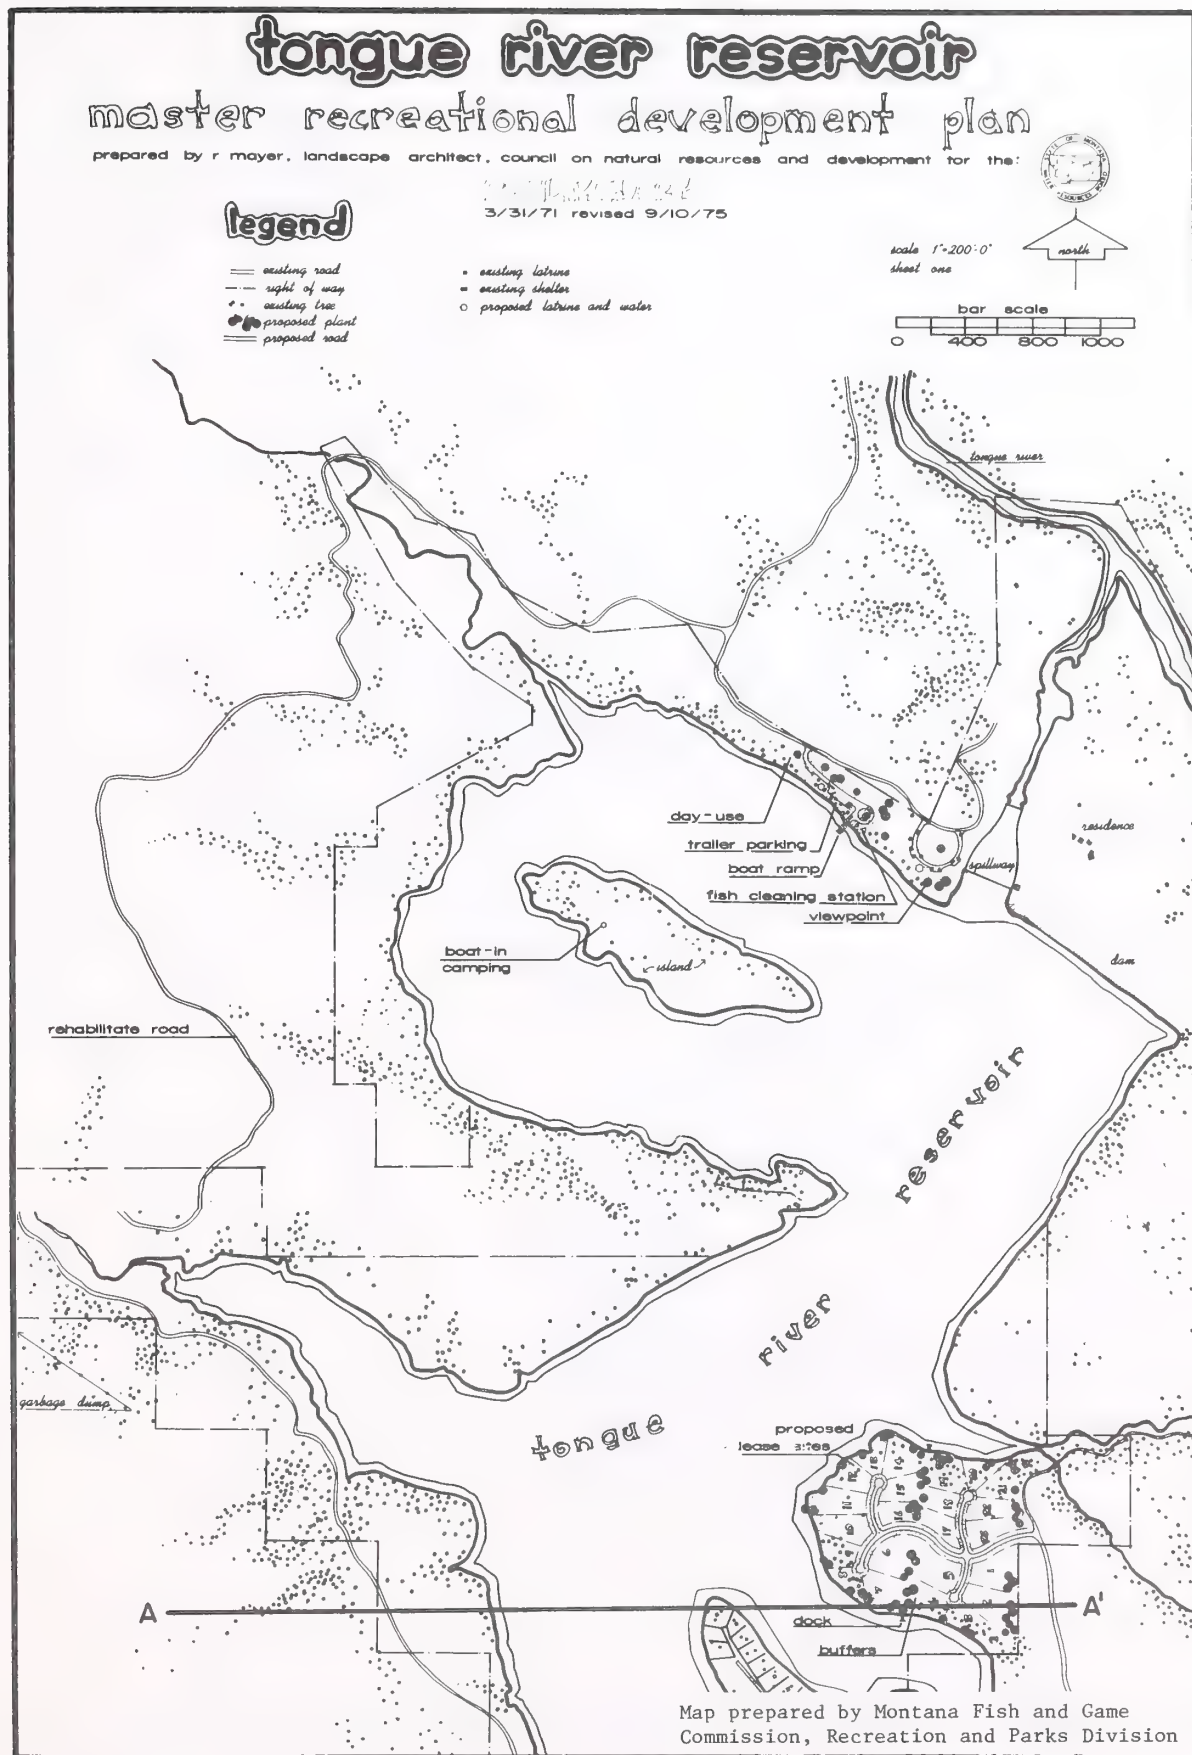 tongue river reservoir
master recreational development plan
prepared by r mayer, landscape architect, council on natural resources and development for the:
3/31/71 revised 9/10/75
legend
existing road
right of way
existing tree
proposed plant
proposed road
existing latrine
existing shelter
proposed latrine and water
scale 1"=200'-0"
sheet one
north
bar scale
0 400 800 1000
tongue river
day-use
trailer parking
boat ramp
fish cleaning station
viewpoint
spillway
residence
dam
boat-in
camping
island
rehabilitate road
reservoir
river
tongue
garbage dump
proposed
lease sites
A
A'
dock
buffers
Map prepared by Montana Fish and Game
Commission, Recreation and Parks Division